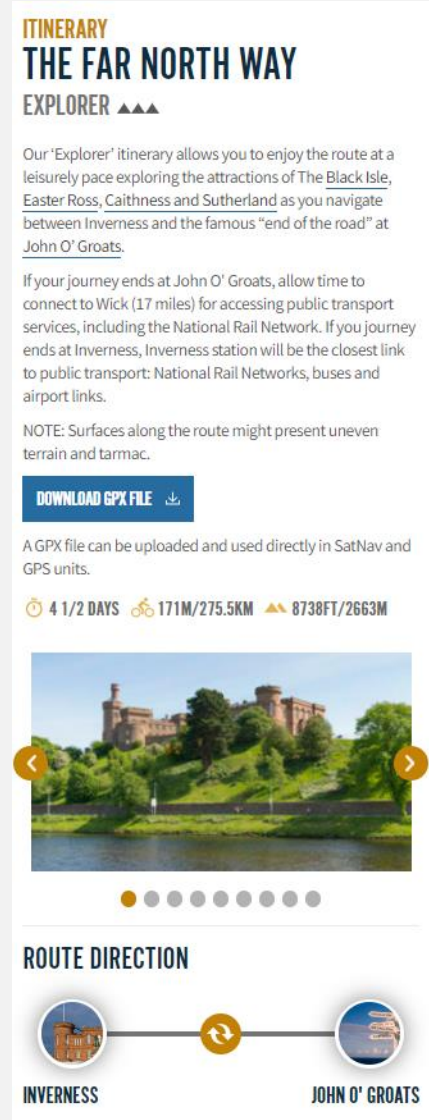 ITINERARY
THE FAR NORTH WAY
EXPLORER
Our 'Explorer' itinerary allows you to enjoy the route at a
leisurely pace exploring the attractions of The Black Isle,
Easter Ross, Caithness and Sutherland as you navigate
between Inverness and the famous “end of the road” at
John O' Groats.
If your journey ends at John O' Groats, allow time to
connect to Wick (17 miles) for accessing public transport
services, including the National Rail Network. If you journey
ends at Inverness, Inverness station will be the closest link
to public transport: National Rail Networks, buses and
airport links.
NOTE: Surfaces along the route might present uneven
terrain and tarmac.
DOWNLOAD GPX FILE
A GPX file can be uploaded and used directly in SatNav and
GPS units.
4 1/2 DAYS 171M/275.5KM 8738FT/2663M
ROUTE DIRECTION
INVERNESS JOHN O' GROATS